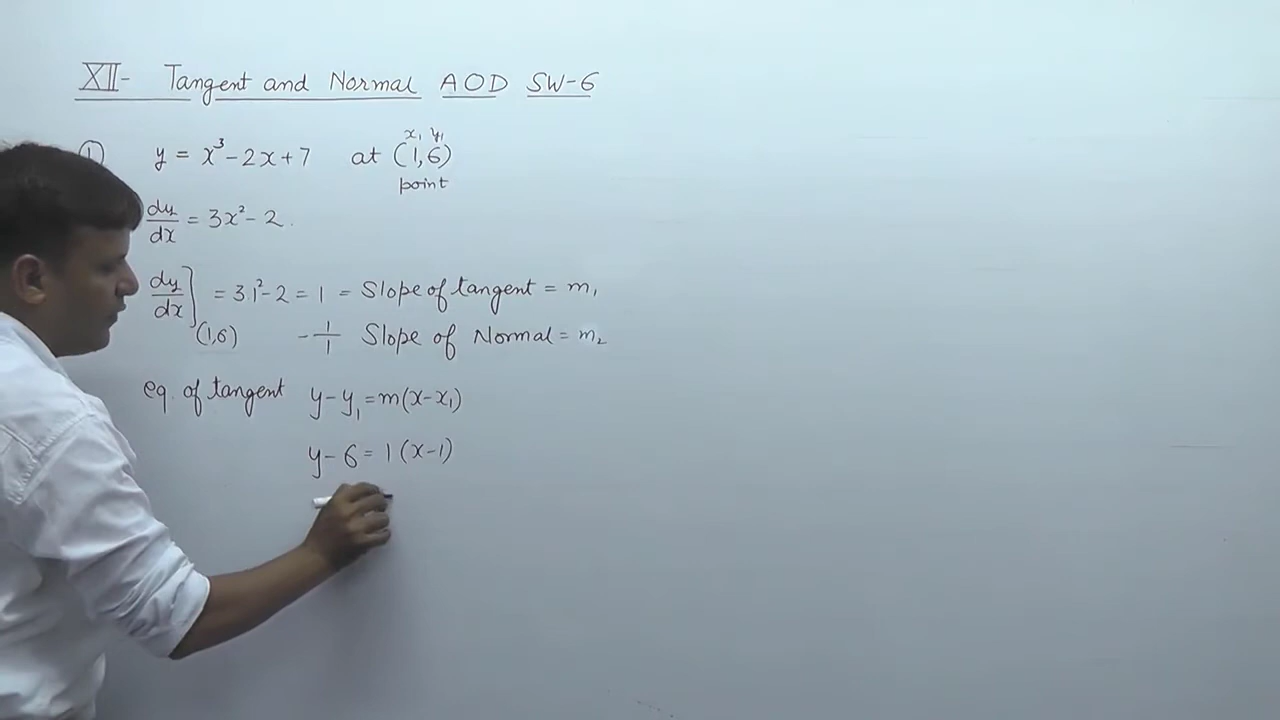 XII- Tangent and Normal AOD SW-6
x₁ y₁
① y = x³-2x+7 at (1,6)
point
dy/dx = 3x²-2.
dy/dx](1,6) = 3 1²-2 = 1 = Slope of tangent = m₁
-1/1 Slope of Normal = m₂
eq. of tangent y-y₁=m(x-x₁)
y-6=1(x-1)